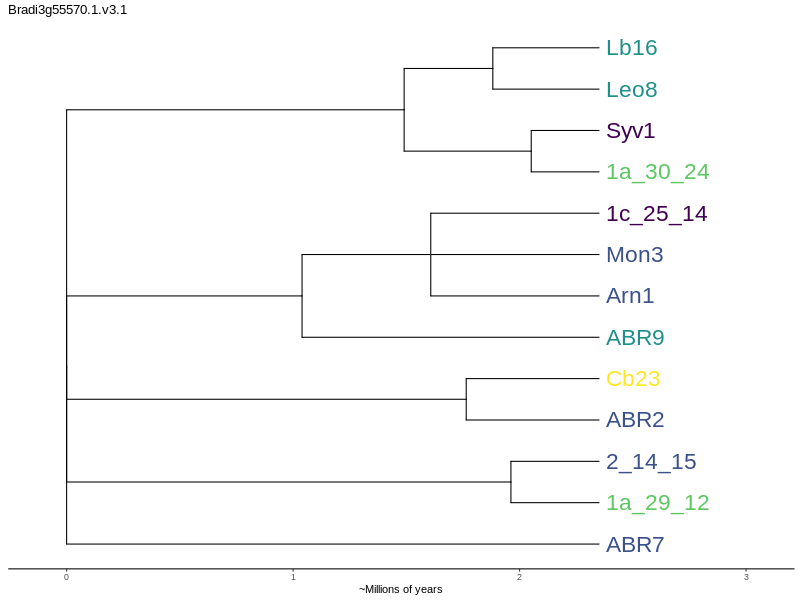 Bradi3g55570.1.v3.1
Lb16
Leo8
Syv1
1a_30_24
1c_25_14
Mon3
Arn1
ABR9
Cb23
ABR2
2_14_15
1a_29_12
ABR7
0 1 2 3
~Millions of years